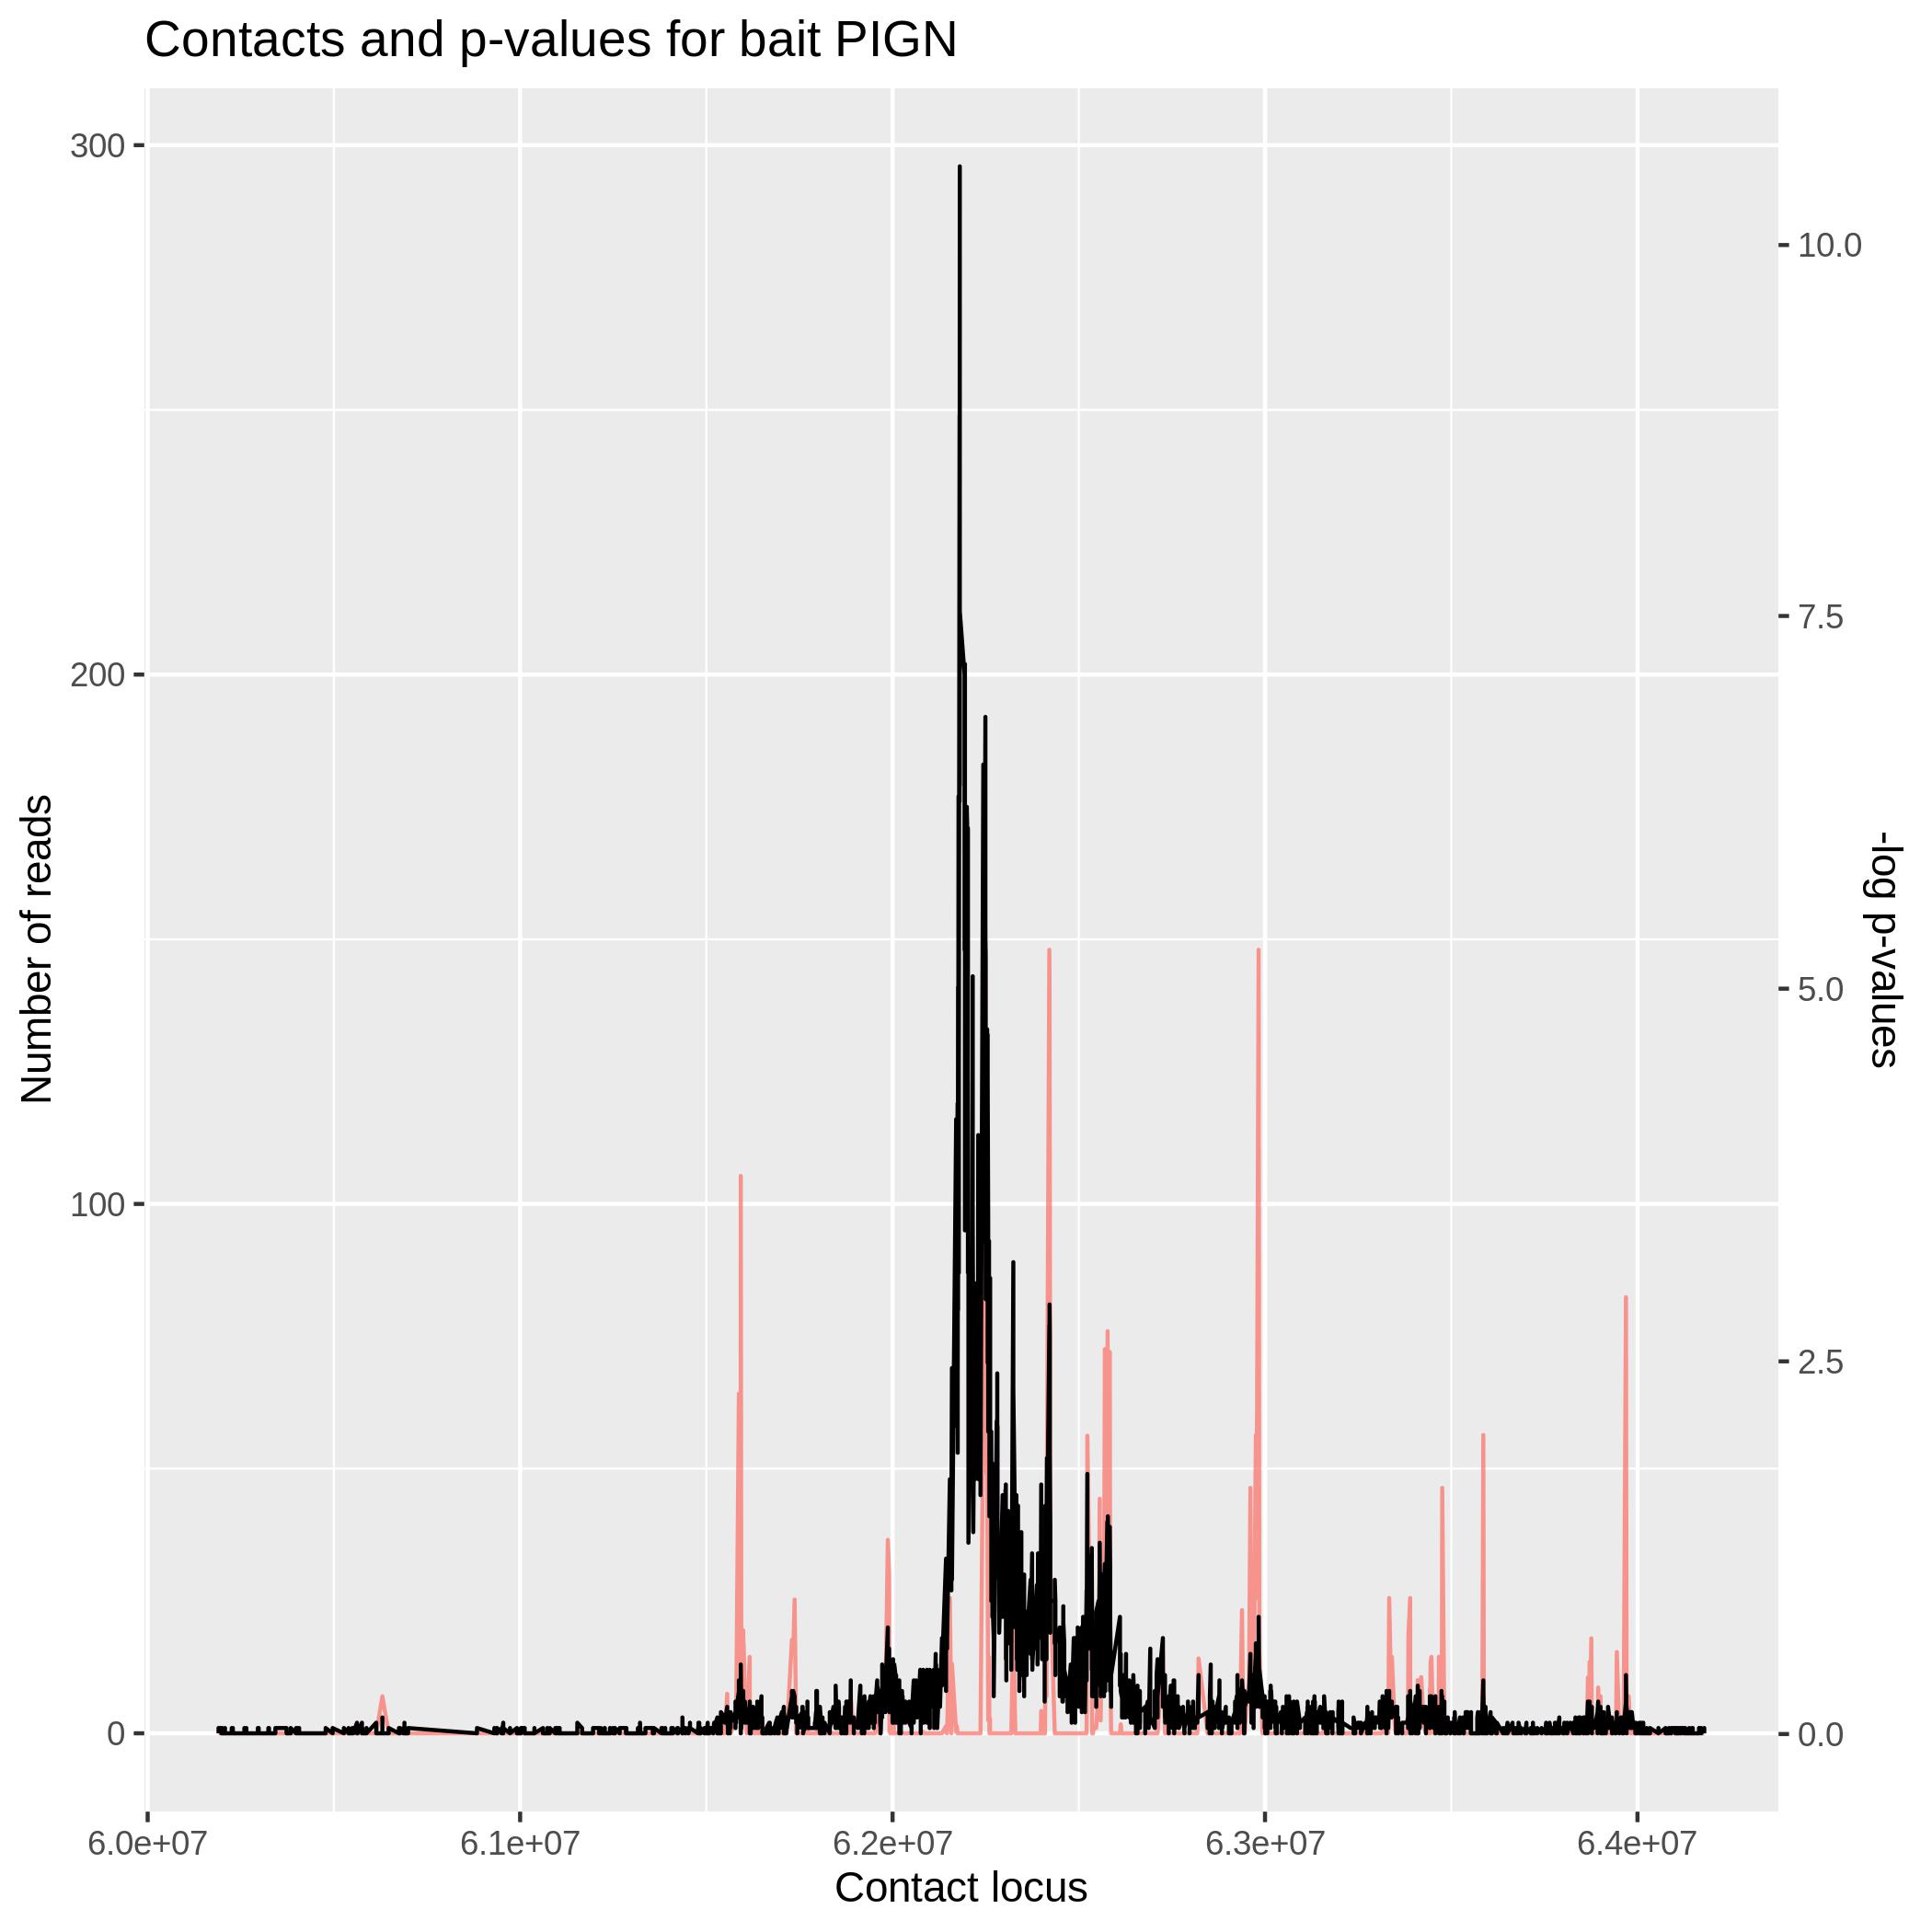 Contacts and p-values for bait PIGN
300
200
100
0
Number of reads
10.0
7.5
5.0
2.5
0.0
-log p-values
6.0e+07 6.1e+07 6.2e+07 6.3e+07 6.4e+07
Contact locus